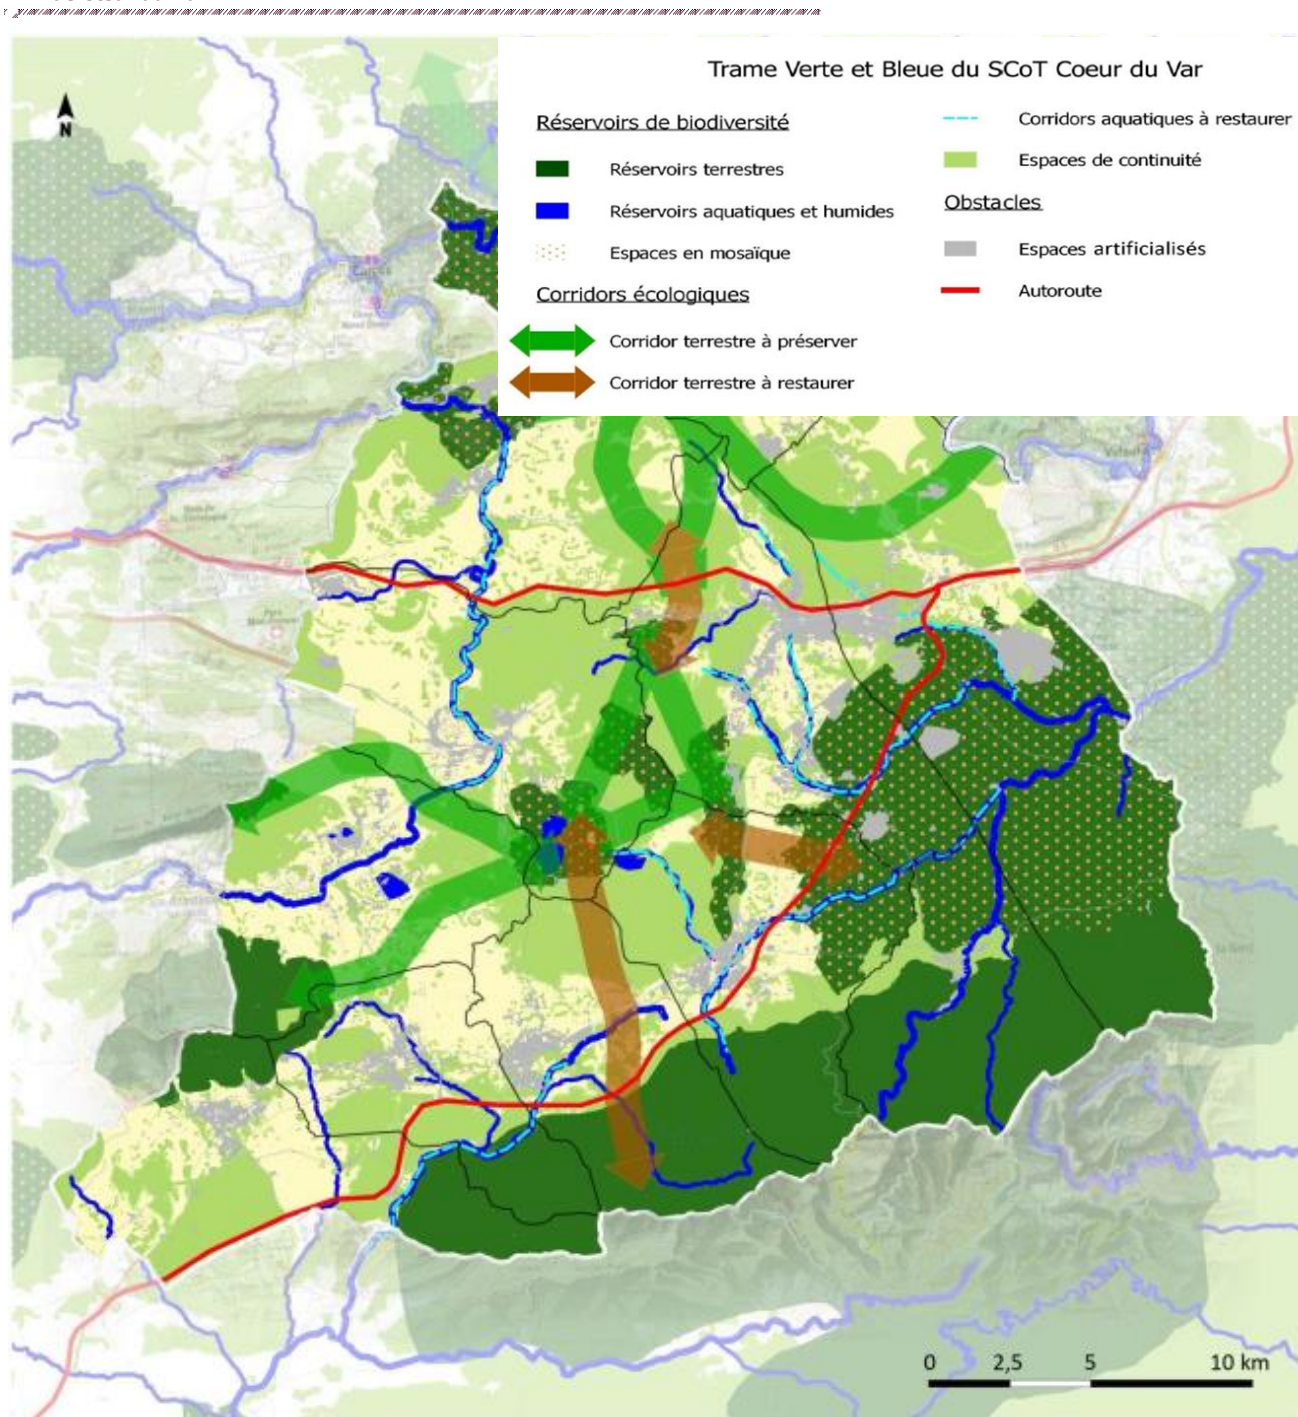 Trame Verte et Bleue du SCoT Coeur du Var
Réservoirs de biodiversité
Réservoirs terrestres
Réservoirs aquatiques et humides
Espaces en mosaïque
Corridors écologiques
Corridor terrestre à préserver
Corridor terrestre à restaurer
Corridors aquatiques à restaurer
Espaces de continuité
Obstacles
Espaces artificialisés
Autoroute
N
0 2,5 5 10 km